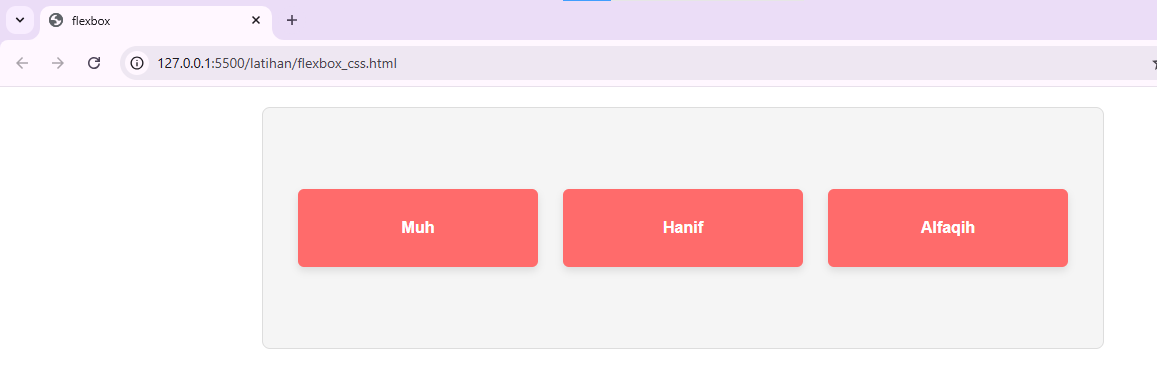 flexbox
127.0.0.1:5500/latihan/flexbox_css.html
Muh
Hanif
Alfaqih